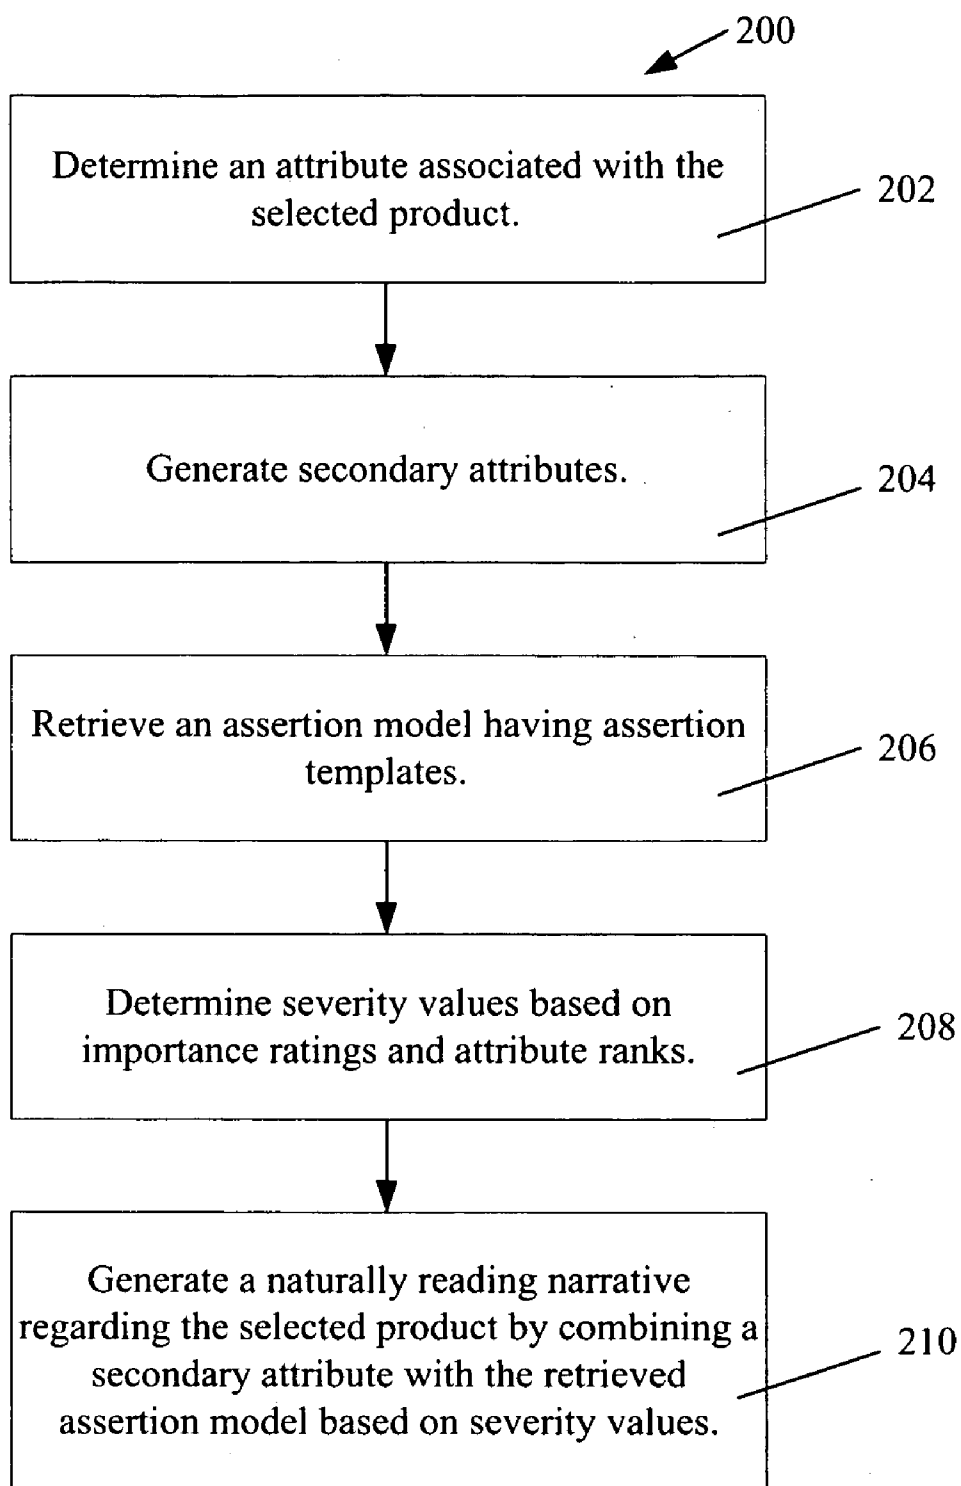 200
Determine an attribute associated with the
selected product.
202
Generate secondary attributes.
204
Retrieve an assertion model having assertion
templates.
206
Determine severity values based on
importance ratings and attribute ranks.
208
Generate a naturally reading narrative
regarding the selected product by combining a
secondary attribute with the retrieved
assertion model based on severity values.
210